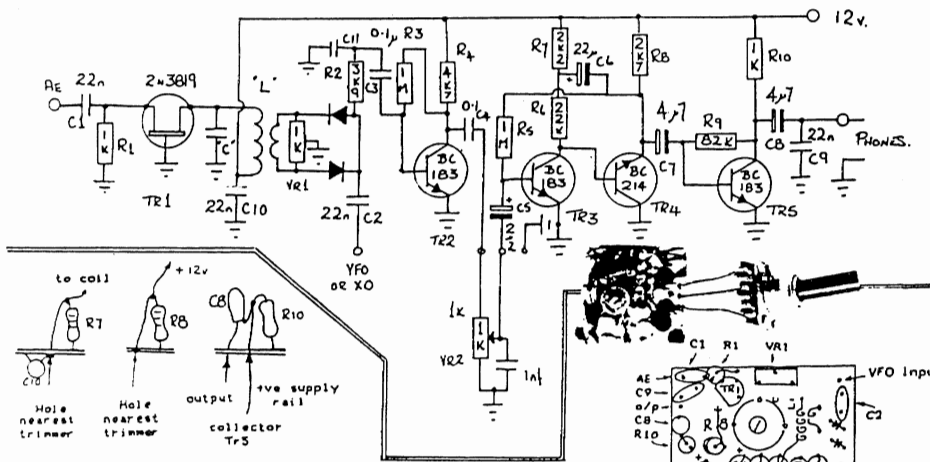 12v.
C11
0.1µ
R3
R4
4K7
R7
2K2
22µ
C6
R8
2K7
1K
R10
AE
22n
C1
2N3819
"L"
R2
3K9
C3
1M
0.1
C4
R5
1M
R6
22K
4µ7
C7
R9
82K
4µ7
C8
22n
C9
PHONES.
1K
R1
"C"
1K
VR1
BC
183
BC
183
BC
214
BC
183
TR1
22n
C10
22n
C2
TR2
C5
2.2
TR3
TR4
TR5
VFO
OR XO
1K
1K
VR2
1nf
to coil
R7
C10
Hole
nearest
trimmer
+12v
R8
Hole
nearest
trimmer
C8
R10
output
+ve supply
rail
collector
Tr5
C1
R1
VR1
AE
C9
o/p
C8
R10
TR1
R8
VFO Inpu
C2